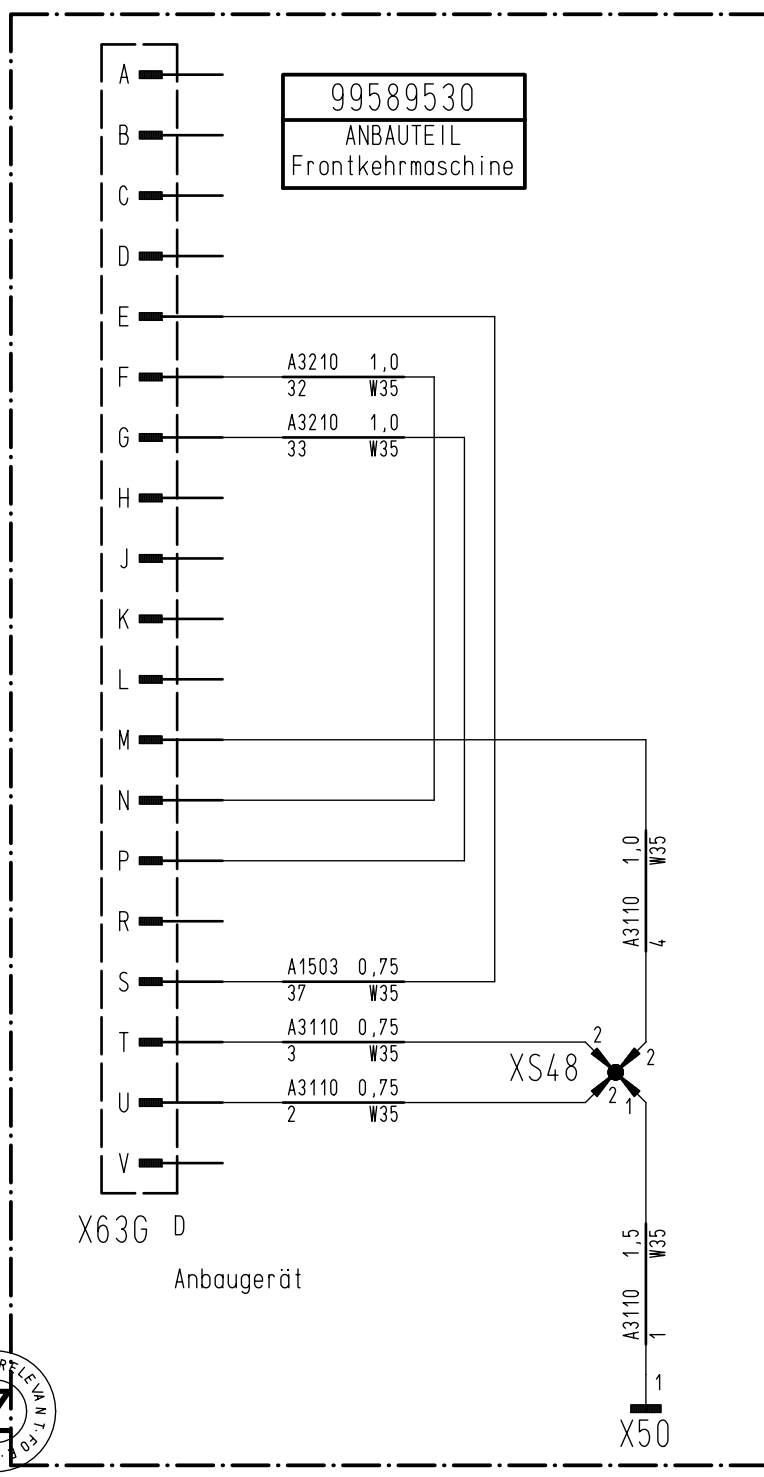 99589530
ANBAUTEIL
Frontkehrmaschine
A
B
C
D
E
F
A3210 1,0
32 W35
G
A3210 1,0
33 W35
H
J
K
L
M
N
P
1,0 W35
A3110 4
R
S
A1503 0,75
37 W35
T
A3110 0,75
3 W35
2
2
XS48
2
1
U
A3110 0,75
2 W35
V
X63G D
Anbaugerät
1,5 W35
A3110 1
1
X50
RELEVANT·FOR·